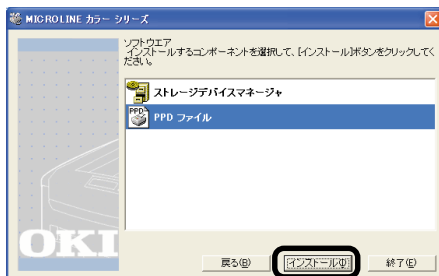 MICROLINE カラー シリーズ
ソフトウエア
インストールするコンポーネントを選択して、[インストール]ボタンをクリックしてく
ださい。
ストレージデバイスマネージャ
PPD
PPD ファイル
OKI
戻る(B)
インストール(I)
終了(E)